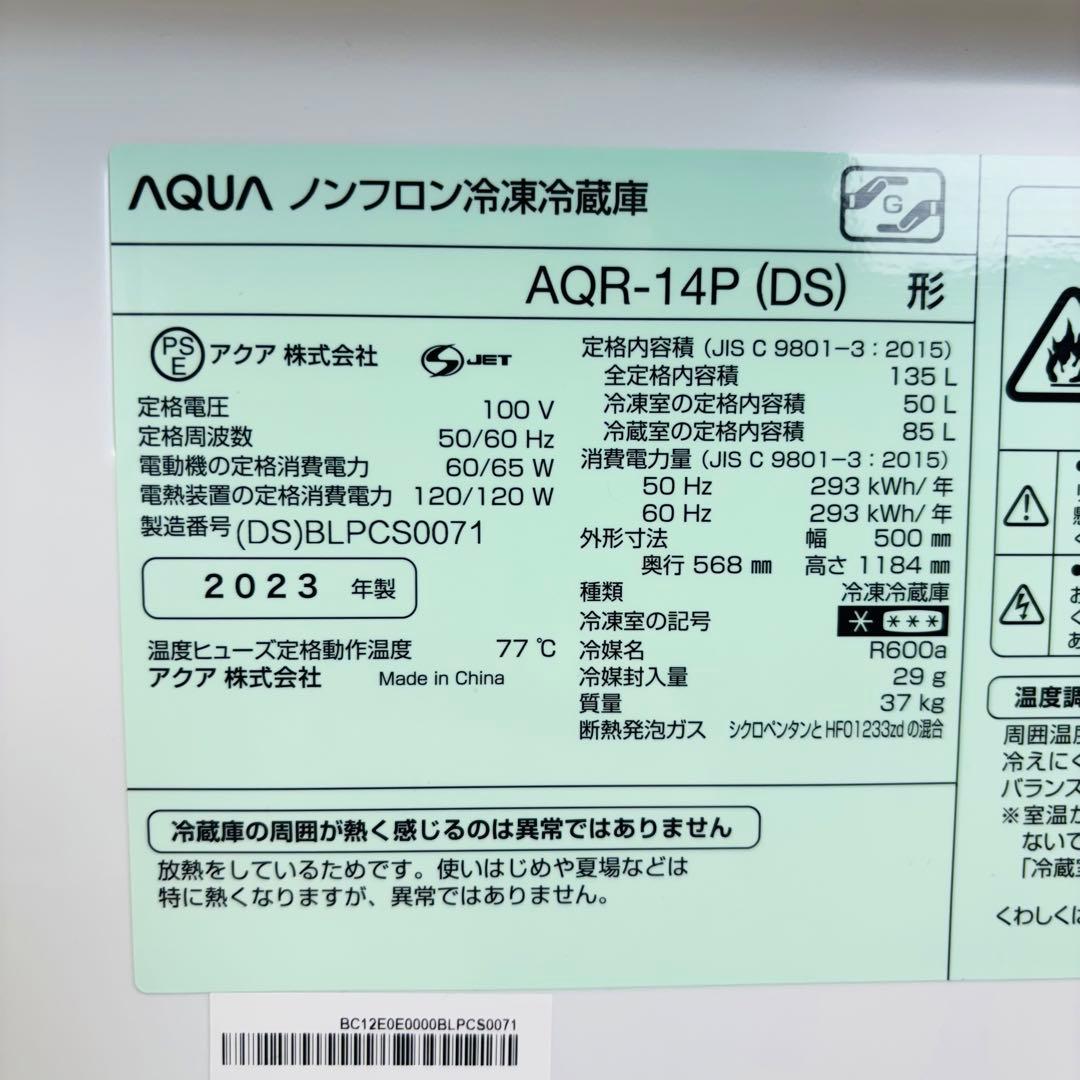 AQUA ノンフロン冷凍冷蔵庫
G
AQR-14P (DS) 形
PSE アクア 株式会社 S JET
定格電圧 100 V
定格周波数 50/60 Hz
電動機の定格消費電力 60/65 W
電熱装置の定格消費電力 120/120 W
製造番号 (DS)BLPCS0071
2023 年製
温度ヒューズ定格動作温度 77 ℃
アクア 株式会社 Made in China
定格内容積 (JIS C 9801-3:2015)
全定格内容積 135 L
冷凍室の定格内容積 50 L
冷蔵室の定格内容積 85 L
消費電力量 (JIS C 9801-3:2015)
50 Hz 293 kWh/年
60 Hz 293 kWh/年
外形寸法 幅 500 ㎜
奥行 568 ㎜ 高さ 1184 ㎜
種類 冷凍冷蔵庫
冷凍室の記号 * ***
冷媒名 R600a
冷媒封入量 29 g
質量 37 kg
断熱発泡ガス シクロペンタンとHFO1233zdの混合
冷蔵庫の周囲が熱く感じるのは異常ではありません
放熱をしているためです。使いはじめや夏場などは
特に熱くなりますが、異常ではありません。
温度調
周囲温度
冷えにく
バランス
※室温が
ないで
「冷蔵室
くわしくは
BC12E0E0000BLPCS0071